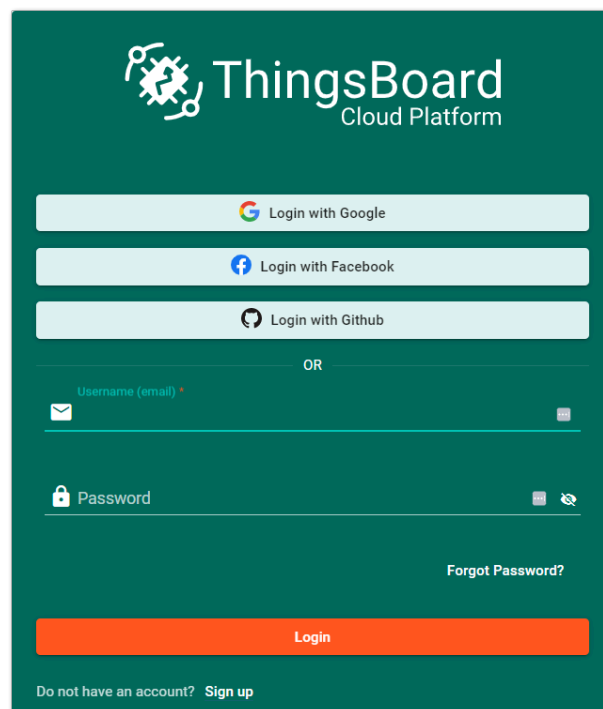 ThingsBoard
Cloud Platform
Login with Google
Login with Facebook
Login with Github
OR
Username (email) *
Password
Forgot Password?
Login
Do not have an account? Sign up